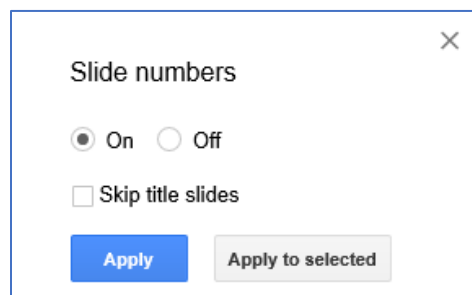 Slide numbers
On Off
Skip title slides
Apply Apply to selected